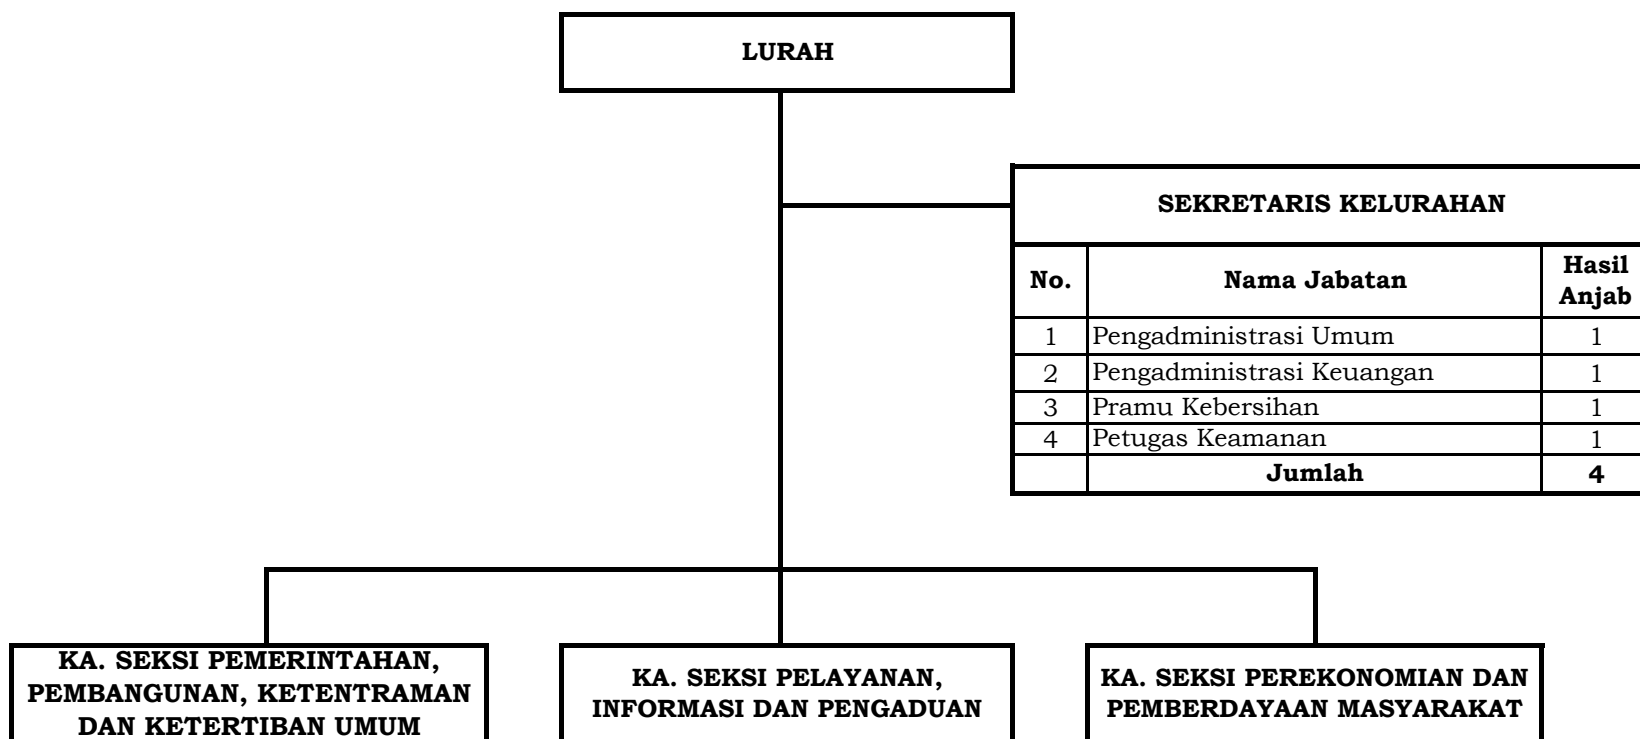 LURAH
SEKRETARIS KELURAHAN
No. Nama Jabatan Hasil Anjab
1 Pengadministrasi Umum 1
2 Pengadministrasi Keuangan 1
3 Pramu Kebersihan 1
4 Petugas Keamanan 1
Jumlah 4
KA. SEKSI PEMERINTAHAN,
PEMBANGUNAN, KETENTRAMAN
DAN KETERTIBAN UMUM
KA. SEKSI PELAYANAN,
INFORMASI DAN PENGADUAN
KA. SEKSI PEREKONOMIAN DAN
PEMBERDAYAAN MASYARAKAT